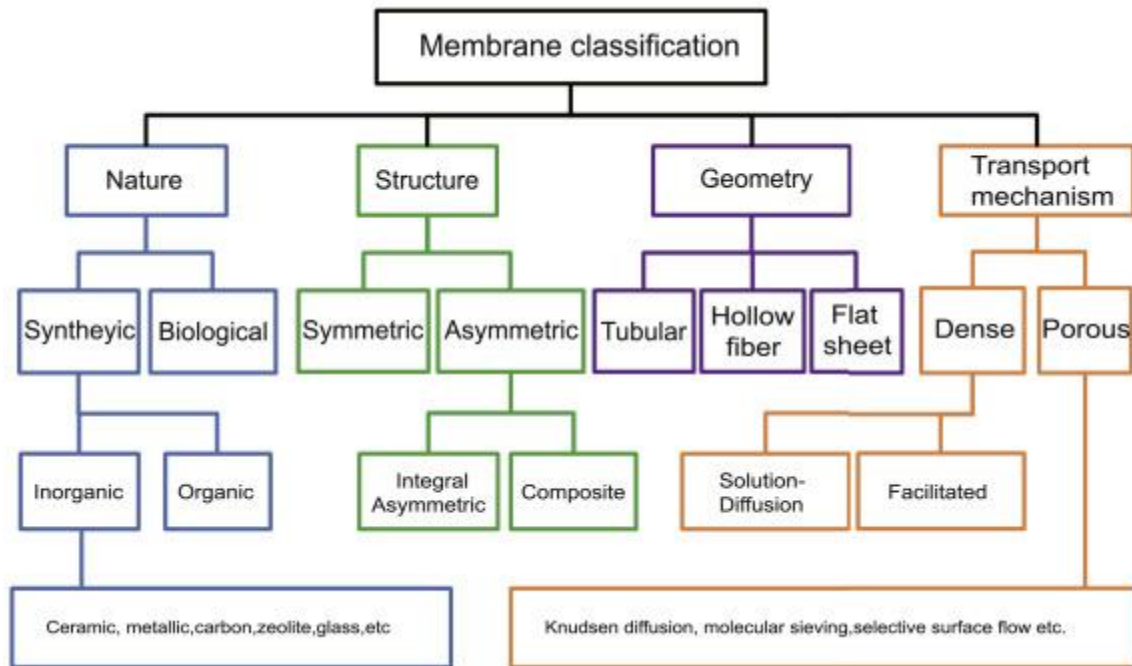 Membrane classification
Nature
Structure
Geometry
Transport
mechanism
Syntheyic
Biological
Symmetric
Asymmetric
Tubular
Hollow
fiber
Flat
sheet
Dense
Porous
Inorganic
Organic
Integral
Asymmetric
Composite
Solution-
Diffusion
Facilitated
Ceramic, metallic,carbon,zeolite,glass,etc
Knudsen diffusion, molecular sieving,selective surface flow etc.